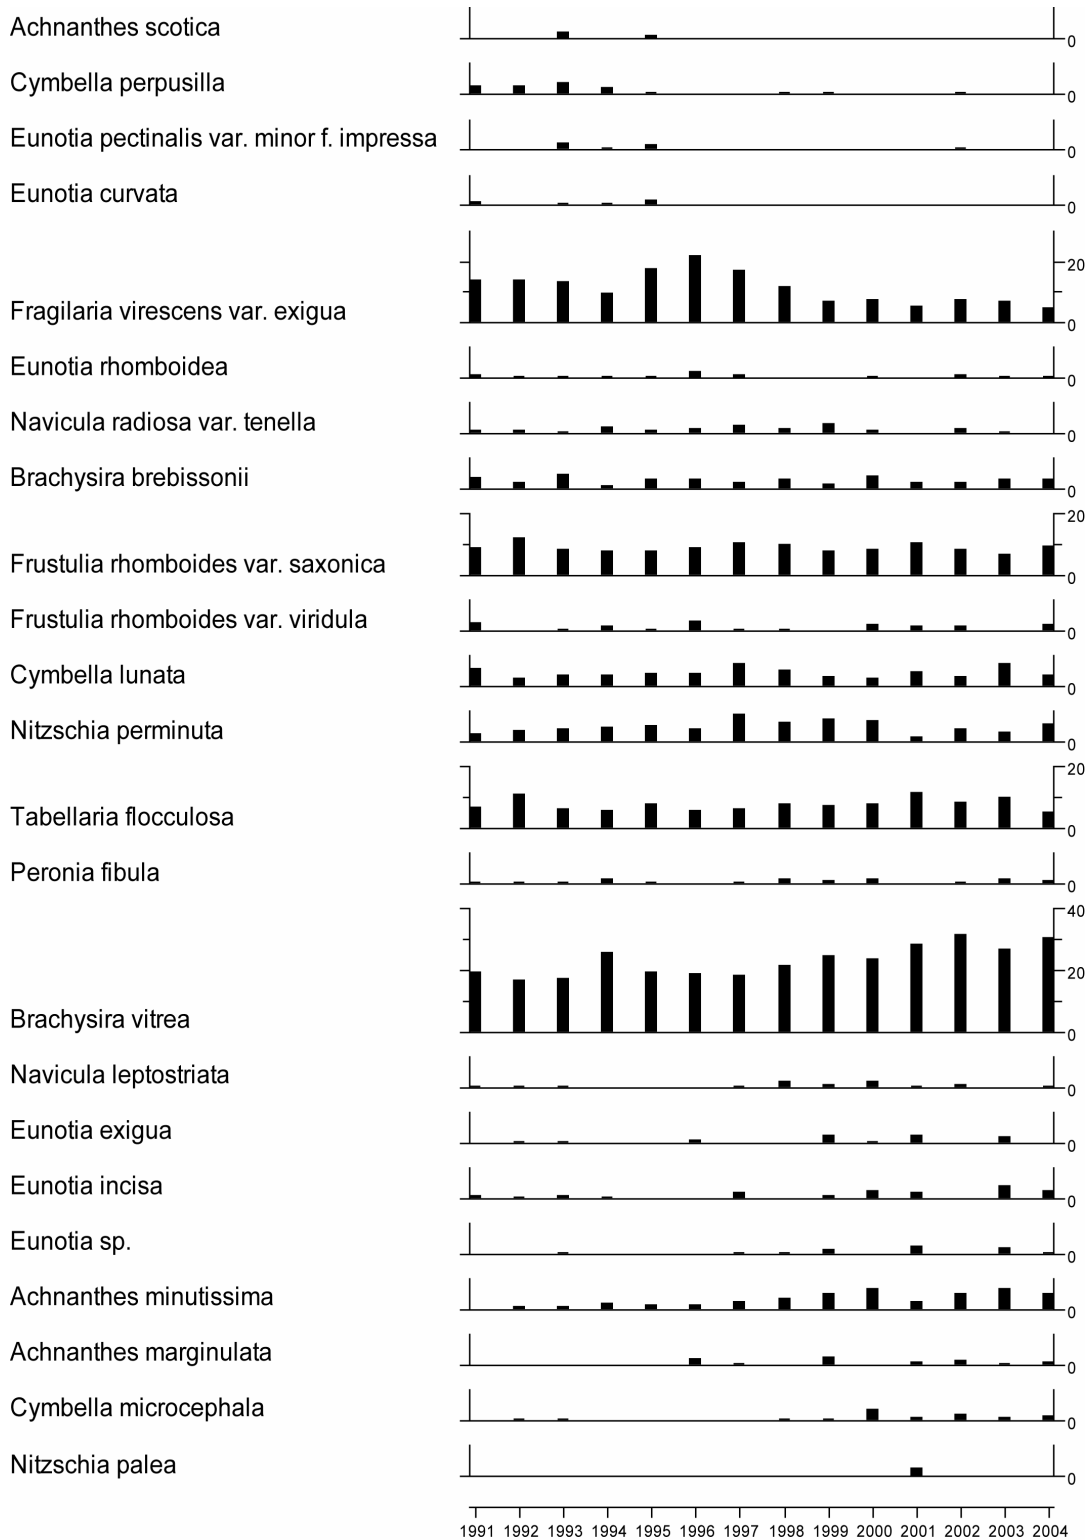 Achnanthes scotica
0
Cymbella perpusilla
0
Eunotia pectinalis var. minor f. impressa
0
Eunotia curvata
0
20
Fragilaria virescens var. exigua
0
Eunotia rhomboidea
0
Navicula radiosa var. tenella
0
Brachysira brebissonii
0
20
Frustulia rhomboides var. saxonica
0
Frustulia rhomboides var. viridula
0
Cymbella lunata
0
Nitzschia perminuta
0
20
Tabellaria flocculosa
0
Peronia fibula
0
40
20
Brachysira vitrea
0
Navicula leptostriata
0
Eunotia exigua
0
Eunotia incisa
0
Eunotia sp.
0
Achnanthes minutissima
0
Achnanthes marginulata
0
Cymbella microcephala
0
Nitzschia palea
0
1991 1992 1993 1994 1995 1996 1997 1998 1999 2000 2001 2002 2003 2004